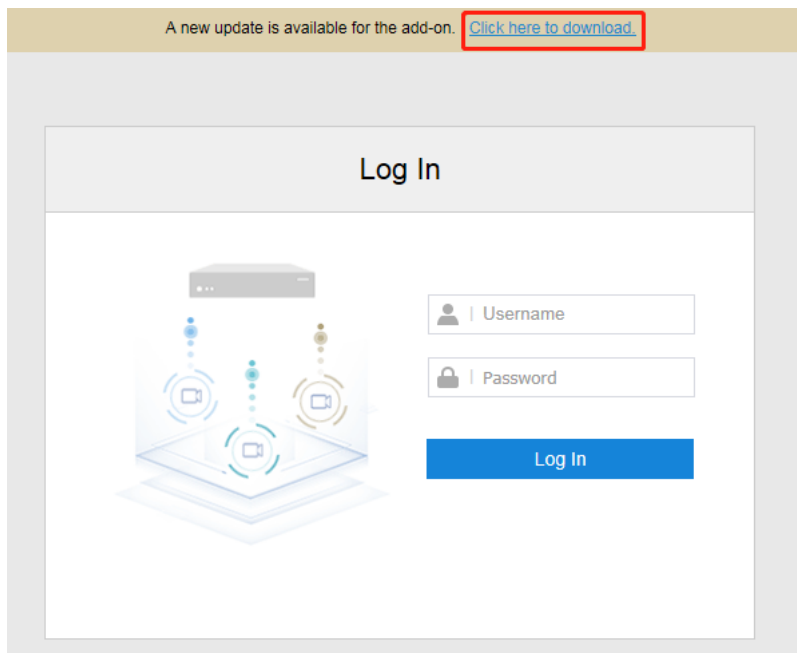 A new update is available for the add-on. Click here to download.
Log In
Username
Password
Log In